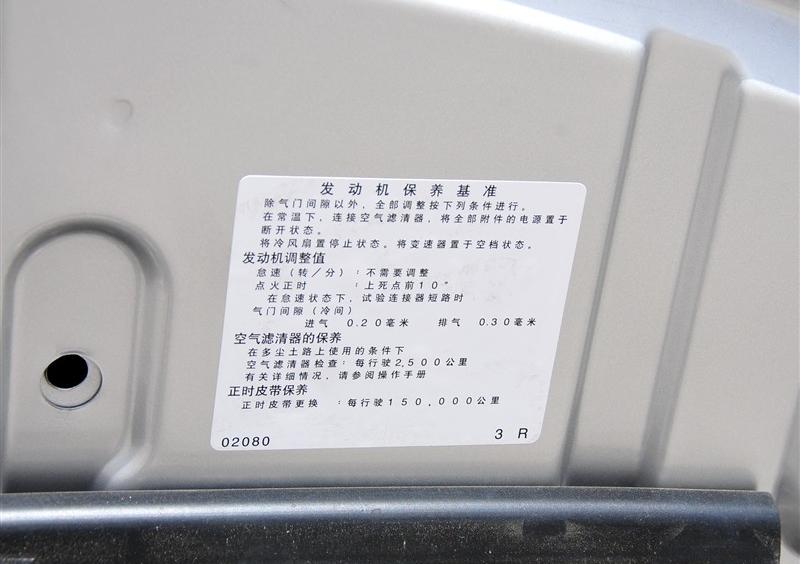 发动机保养基准
除气门间隙以外，全部调整按下列条件进行。
在常温下，连接空气滤清器，将全部附件的电源置于
断开状态。
将冷风扇置停止状态。将变速器置于空档状态。
发动机调整值
怠速（转／分）：不需要调整
点火正时 ：上死点前10°
在怠速状态下，试验连接器短路时
气门间隙（冷间）
进气 0.20毫米 排气 0.30毫米
空气滤清器的保养
在多尘土路上使用的条件下
空气滤清器检查：每行驶2,500公里
有关详细情况，请参阅操作手册
正时皮带保养
正时皮带更换 ：每行驶150,000公里
02080 3 R